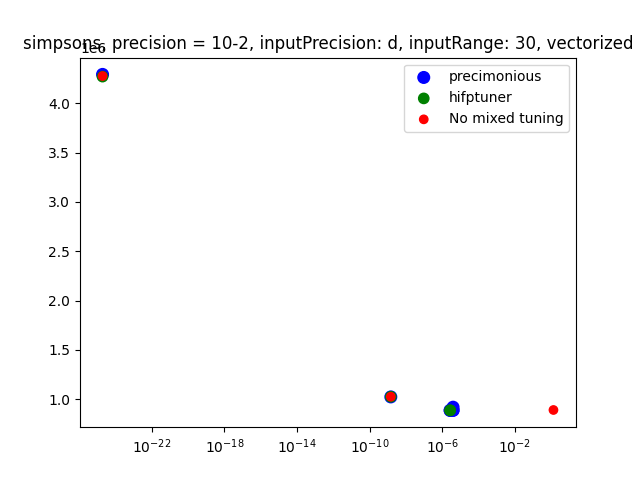 simpsons, precision = 10-2, inputPrecision: d, inputRange: 30, vectorized
1e6
precimonious
hifptuner
No mixed tuning
4.0
3.5
3.0
2.5
2.0
1.5
1.0
10⁻²² 10⁻¹⁸ 10⁻¹⁴ 10⁻¹⁰ 10⁻⁶ 10⁻²